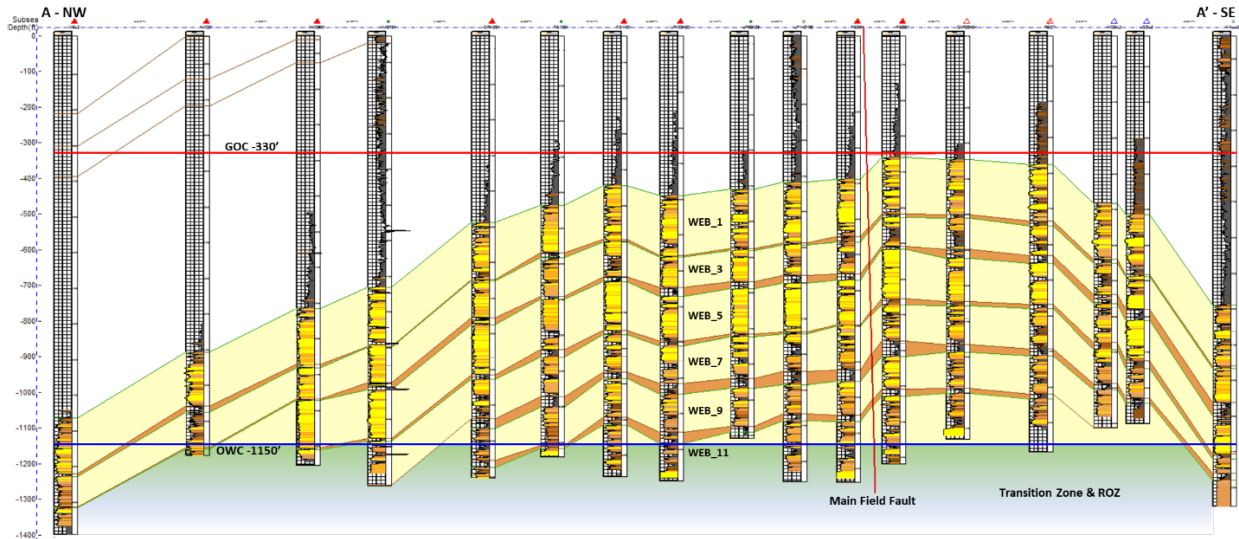 A - NW
A' - SE
Subsea
Depth(ft)
0
-100
-200
-300
GOC -330'
-400
-500
WEB_1
-600
WEB_3
-700
WEB_5
-800
WEB_7
-900
-1000
WEB_9
-1100
OWC -1150'
WEB_11
-1200
Main Field Fault
Transition Zone & ROZ
-1300
-1400